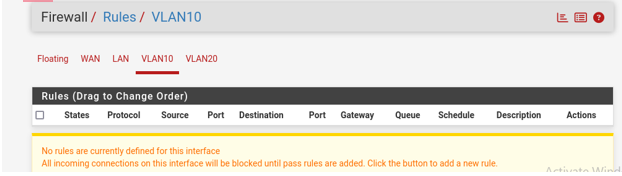 Firewall / Rules / VLAN10
Floating WAN LAN VLAN10 VLAN20
Rules (Drag to Change Order)
States Protocol Source Port Destination Port Gateway Queue Schedule Description Actions
No rules are currently defined for this interface
All incoming connections on this interface will be blocked until pass rules are added. Click the button to add a new rule.
Activate Wind